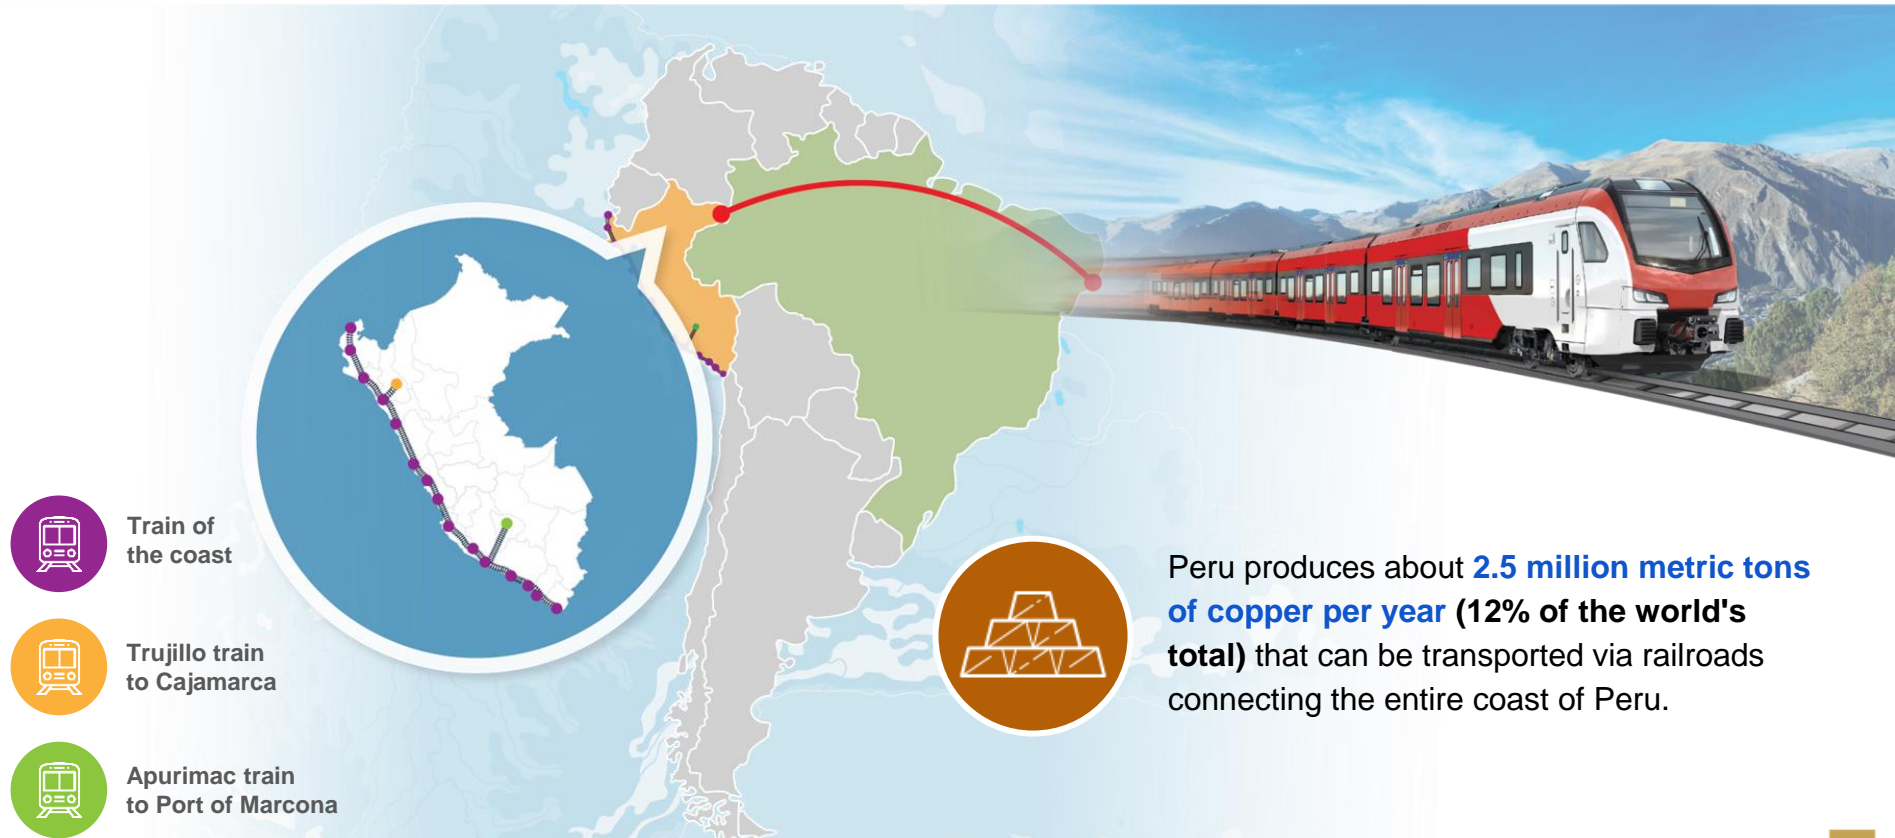 Train of
the coast
Trujillo train
to Cajamarca
Apurimac train
to Port of Marcona
Peru produces about 2.5 million metric tons
of copper per year (12% of the world's
total) that can be transported via railroads
connecting the entire coast of Peru.